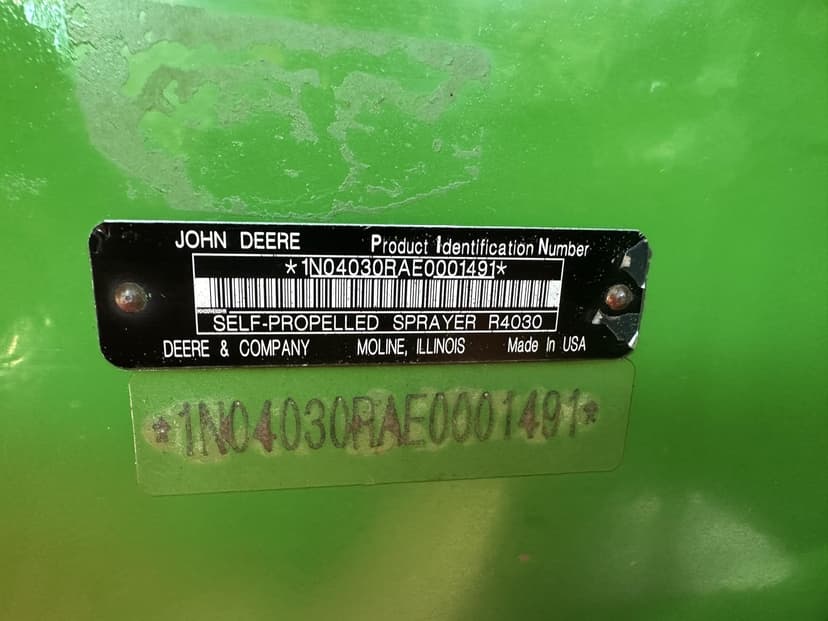 JOHN DEERE Product Identification Number
*1N04030RAE0001491*
SELF-PROPELLED SPRAYER R4030
DEERE & COMPANY MOLINE, ILLINOIS Made In USA
*1N04030RAE0001491*